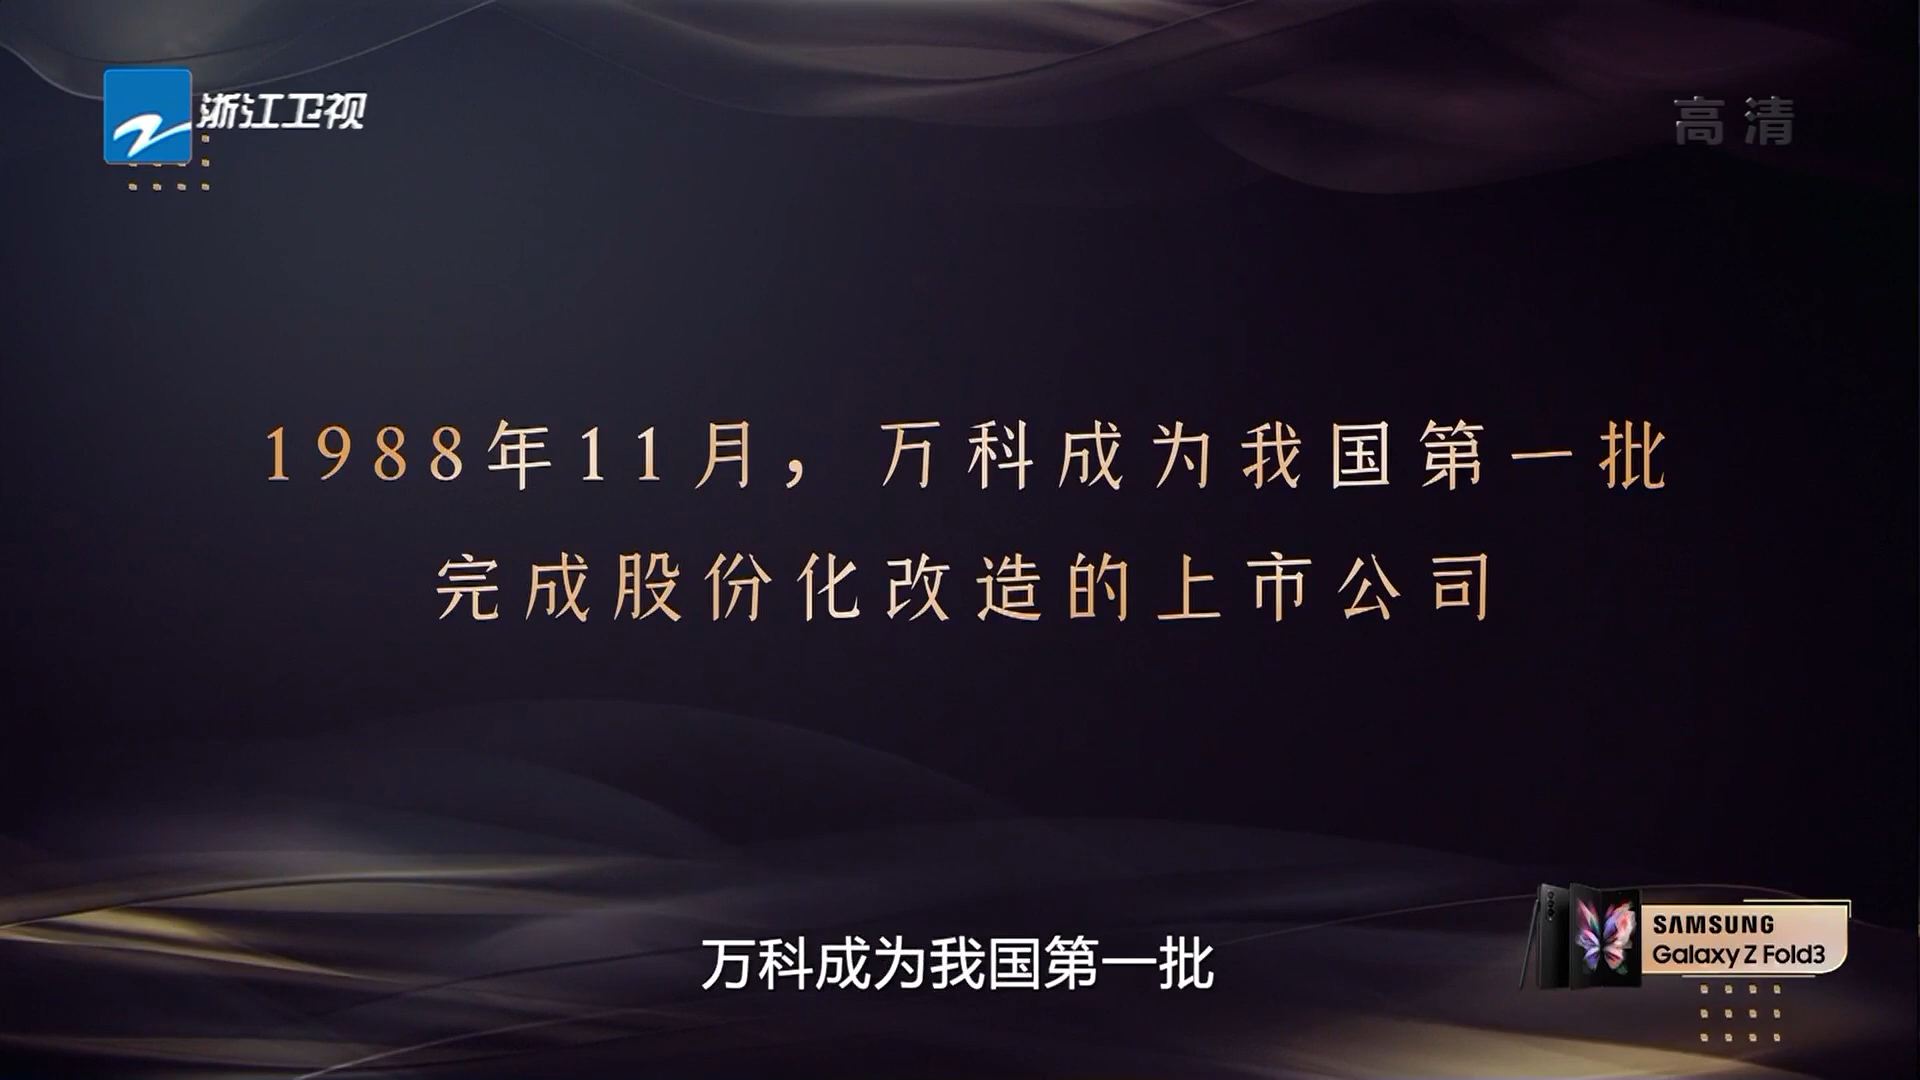 浙江卫视
高清
1988年11月，万科成为我国第一批
完成股份化改造的上市公司
SAMSUNG
Galaxy Z Fold3
万科成为我国第一批